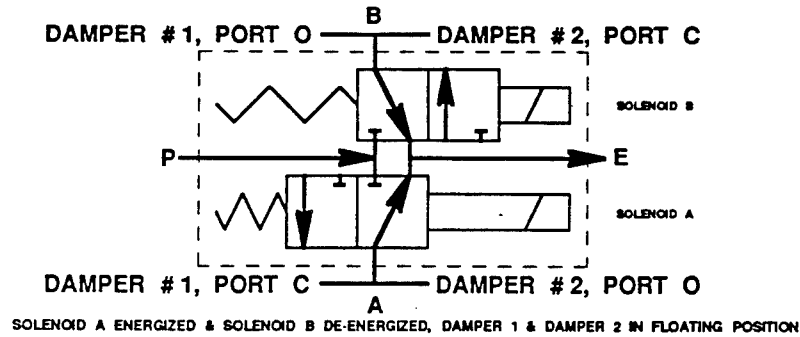 B
DAMPER #1, PORT O
DAMPER #2, PORT C
SOLENOID B
P
E
SOLENOID A
DAMPER #1, PORT C
DAMPER #2, PORT O
A
SOLENOID A ENERGIZED & SOLENOID B DE-ENERGIZED, DAMPER 1 & DAMPER 2 IN FLOATING POSITION